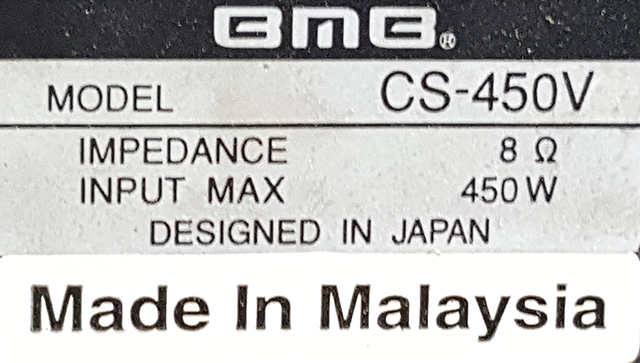 BMB®
MODEL CS-450V
IMPEDANCE 8 Ω
INPUT MAX 450 W
DESIGNED IN JAPAN
Made In Malaysia